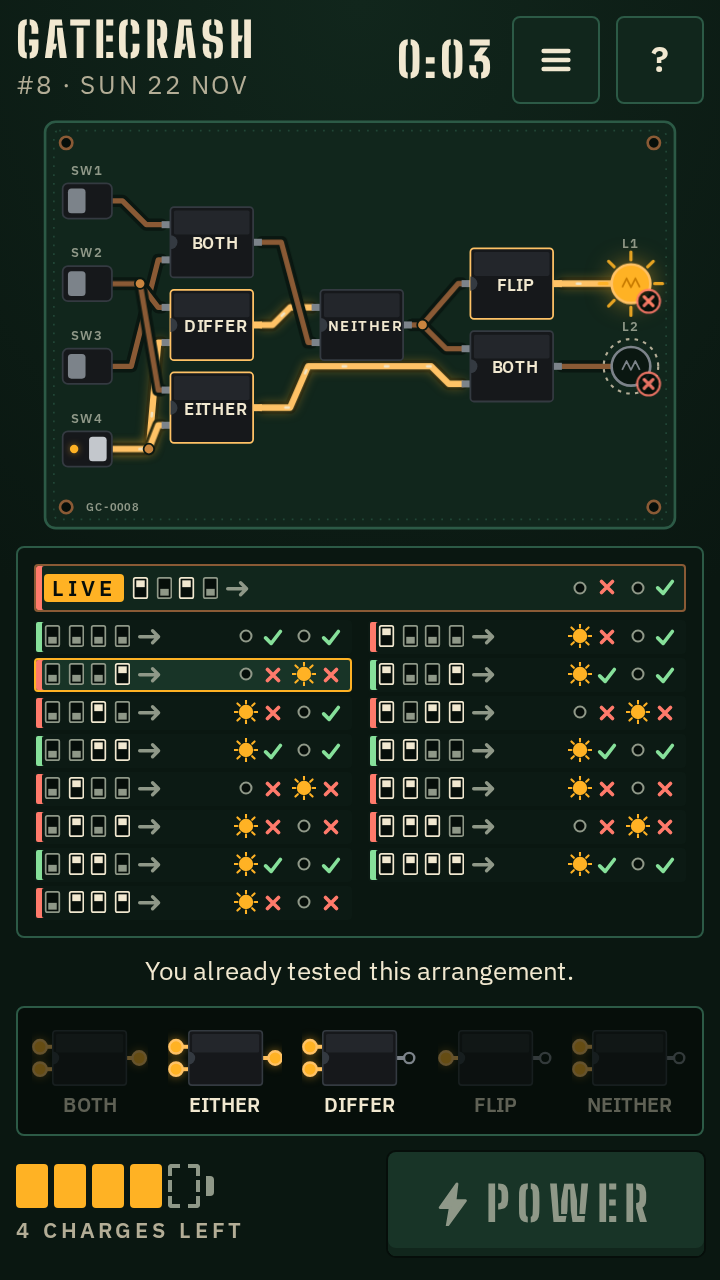 GATECRASH
#8 · SUN 22 NOV
0:03
?
SW1
SW2
SW3
SW4
BOTH
DIFFER
EITHER
NEITHER
FLIP
BOTH
L1
L2
GC-0008
LIVE
You already tested this arrangement.
BOTH
EITHER
DIFFER
FLIP
NEITHER
4 CHARGES LEFT
POWER